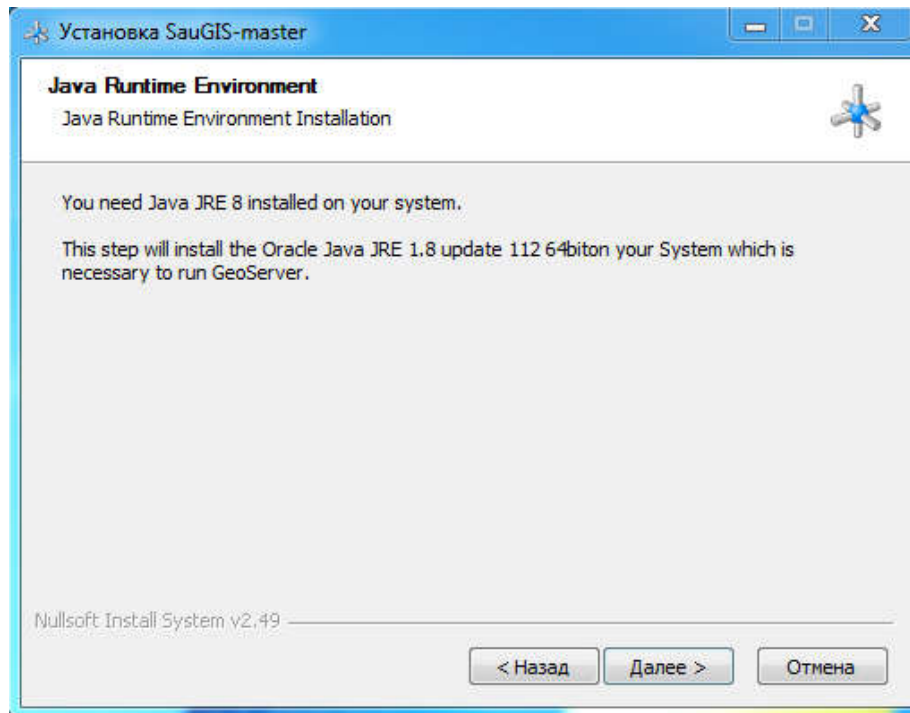 Установка SauGIS-master
Java Runtime Environment
Java Runtime Environment Installation
You need Java JRE 8 installed on your system.
This step will install the Oracle Java JRE 1.8 update 112 64biton your System which is
necessary to run GeoServer.
Nullsoft Install System v2.49
< Назад
Далее >
Отмена